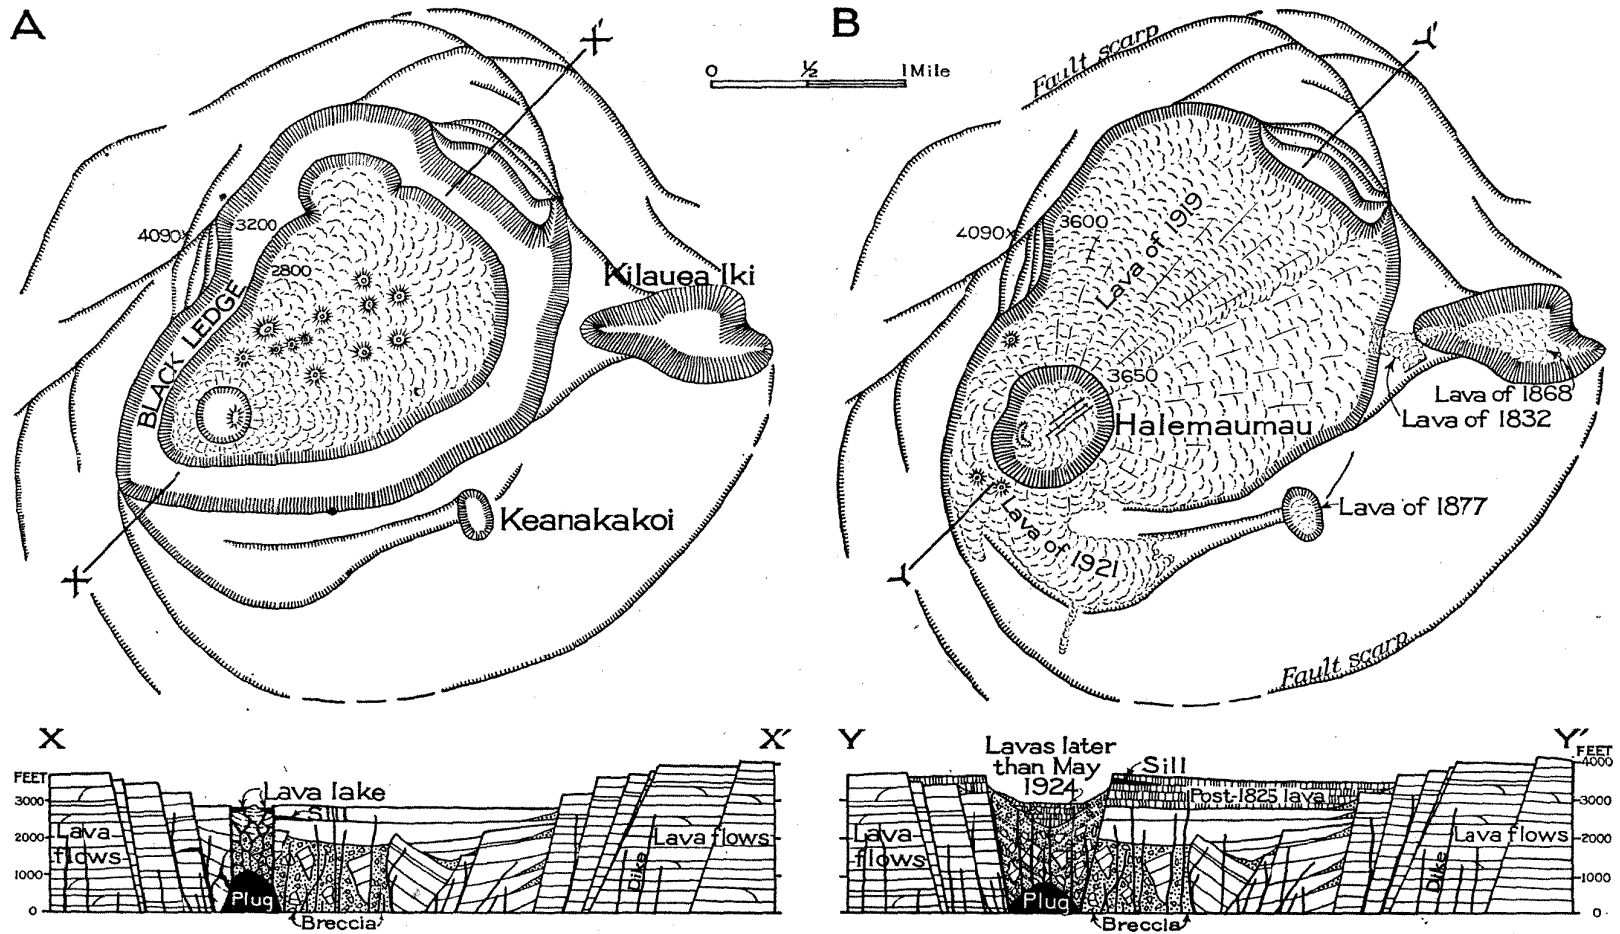 A
X'
0 ½ 1 Mile
B
Y'
Fault scarp
4090x
3200
2800
BLACK LEDGE
Kilauea Iki
Keanakakoi
X
4090x
3600
Lava of 1919
3650
Halemaumau
Lava of 1868
Lava of 1832
Lava of 1877
Lava of 1921
Y
Fault scarp
X
X'
FEET
3000
2000
1000
0
Lava lake
Sill
Lava
flows
Plug
Breccia
Dike
Lava flows
Y
Y'
FEET
4000
3000
2000
1000
0
Lavas later
than May
1924
Sill
Post-1823 lava
Lava
flows
Plug
Breccia
Dike
Lava flows